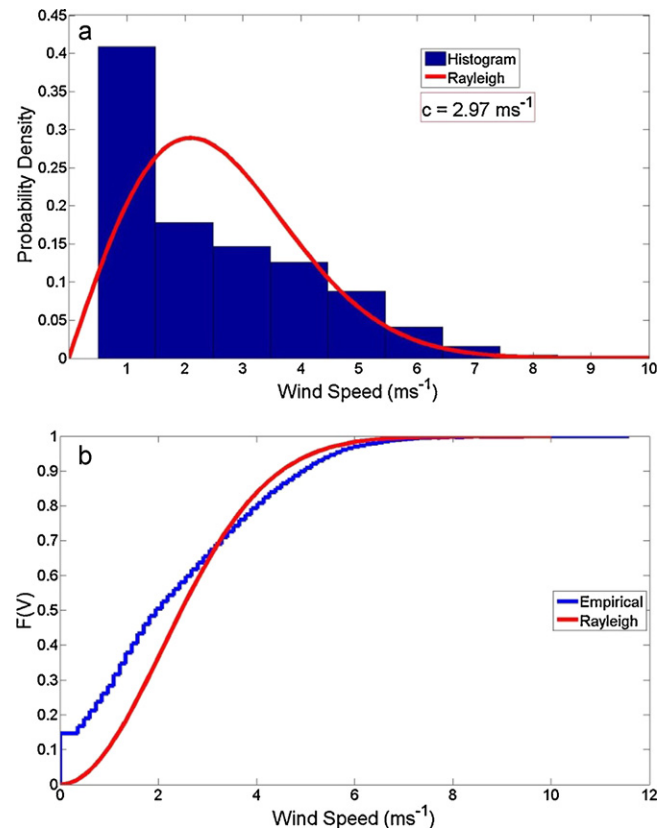 a
0.45
0.4
0.35
0.3
0.25
0.2
0.15
0.1
0.05
0
Probability Density
Histogram
Rayleigh
c = 2.97 ms⁻¹
1 2 3 4 5 6 7 8 9 10
Wind Speed (ms⁻¹)
b
1
0.9
0.8
0.7
0.6
0.5
0.4
0.3
0.2
0.1
0
F(V)
Empirical
Rayleigh
0 2 4 6 8 10 12
Wind Speed (ms⁻¹)